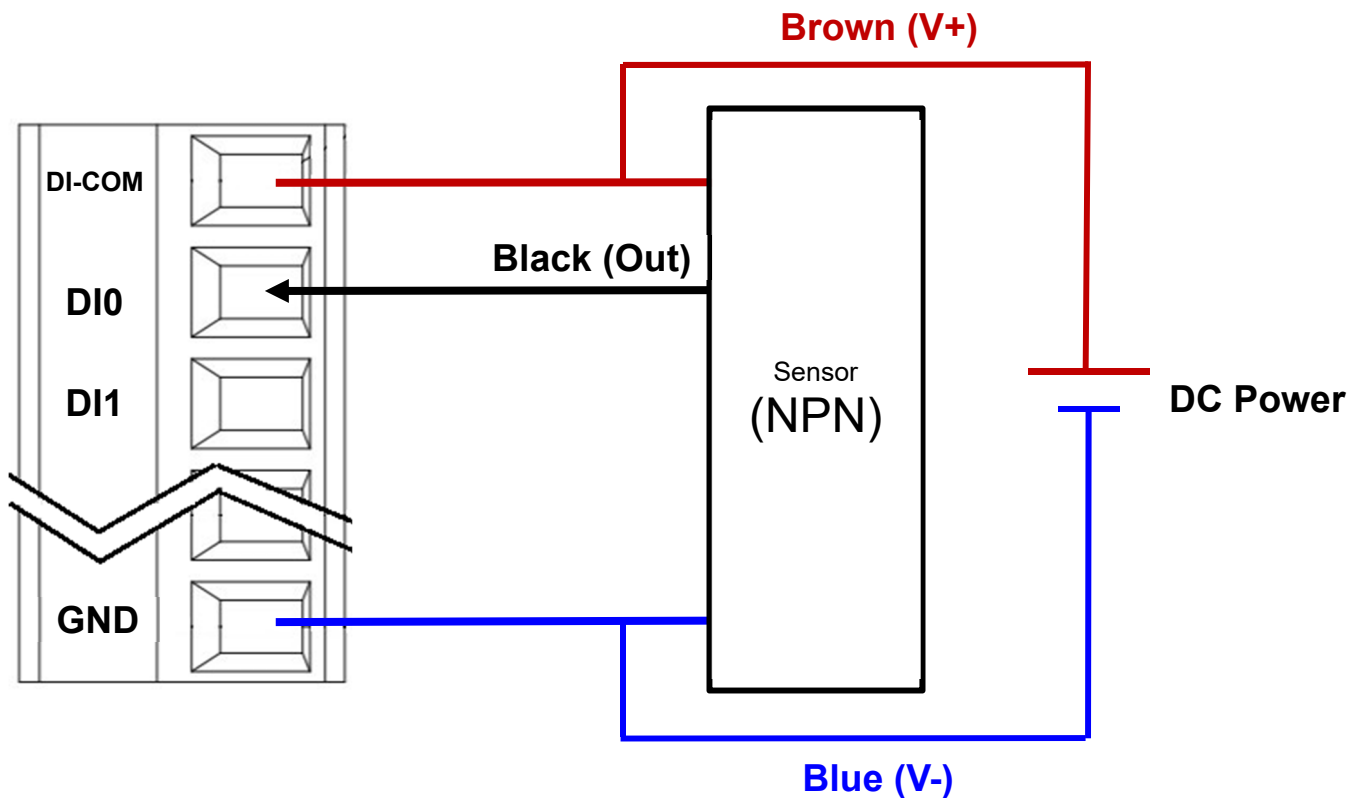 Brown (V+)
DI-COM
Black (Out)
DI0
Sensor
(NPN)
DI1
DC Power
GND
Blue (V-)